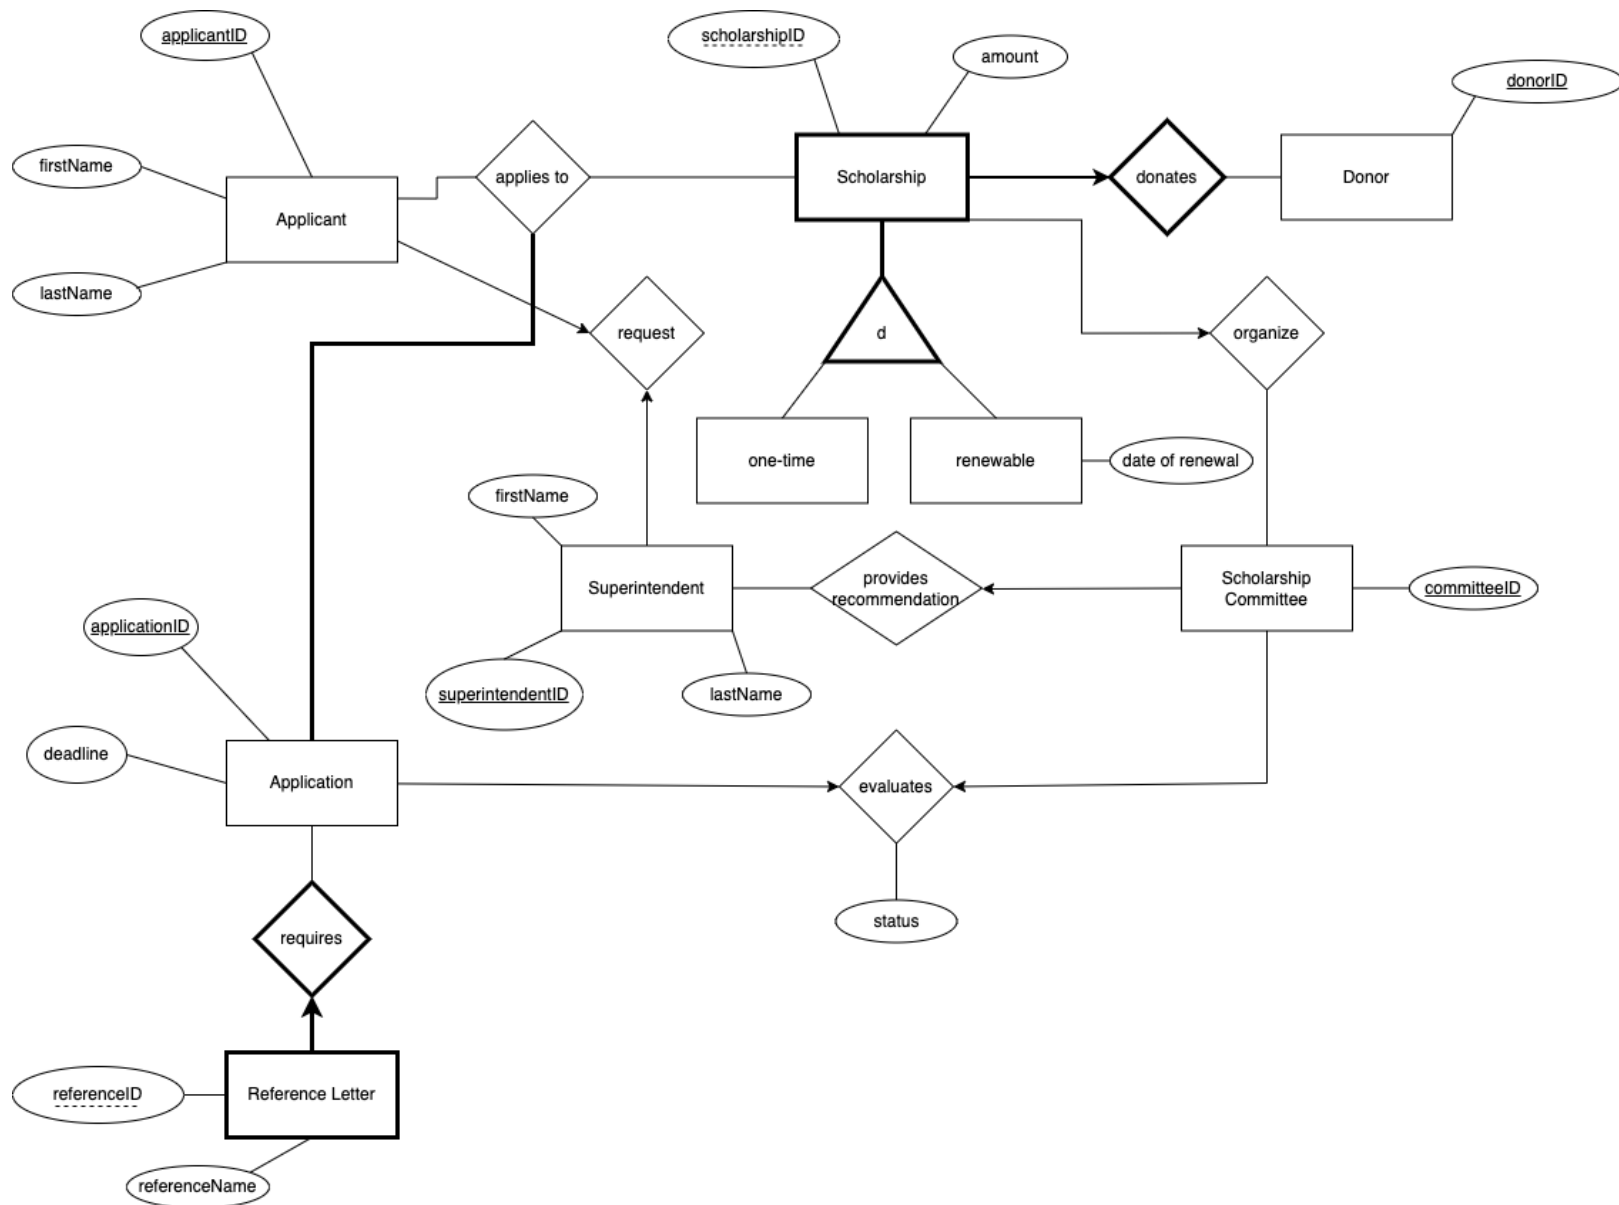 applicantID
scholarshipID
amount
donorID
firstName
applies to
Scholarship
donates
Donor
Applicant
lastName
request
d
organize
one-time
renewable
date of renewal
firstName
Superintendent
provides
recommendation
Scholarship
Committee
committeeID
applicationID
superintendentID
lastName
deadline
Application
evaluates
status
requires
referenceID
Reference Letter
referenceName